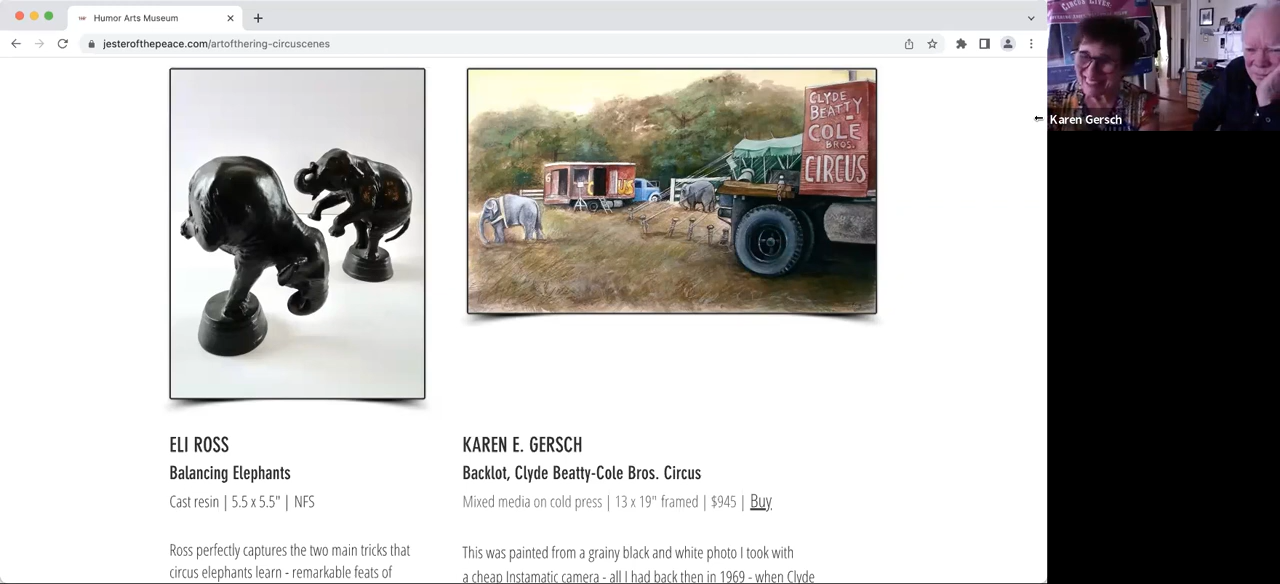 Humor Arts Museum
jesterofthepeace.com/artofthering-circuscenes
CIRCUS LIVES
Karen Gersch
CLYDE
BEATTY
COLE
BROS.
CIRCUS
ELI ROSS
Balancing Elephants
Cast resin | 5.5 x 5.5" | NFS
Ross perfectly captures the two main tricks that
circus elephants learn - remarkable feats of
KAREN E. GERSCH
Backlot, Clyde Beatty-Cole Bros. Circus
Mixed media on cold press | 13 x 19" framed | $945 | Buy
This was painted from a grainy black and white photo I took with
a cheap Instamatic camera - all I had back then in 1969 - when Clyde